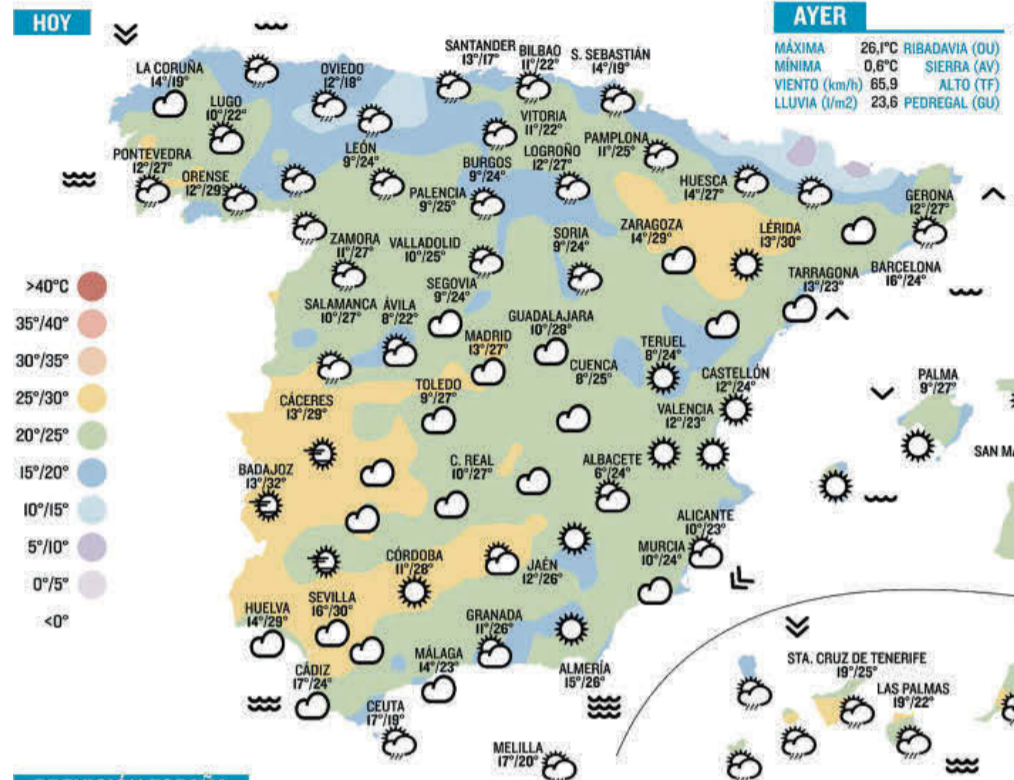 HOY
AYER
MÁXIMA 26,1°C RIBADAVIA (OU)
MÍNIMA 0,6°C SIERRA (AV)
VIENTO (km/h) 65,9 ALTO (TF)
LLUVIA (l/m2) 23,6 PEDREGAL (GU)
SANTANDER
13°/17°
BILBAO
11°/22°
S. SEBASTIÁN
14°/19°
LA CORUÑA
14°/19°
OVIEDO
12°/18°
LUGO
10°/22°
VITORIA
11°/22°
PAMPLONA
11°/25°
PONTEVEDRA
12°/27°
ORENSE
12°/29°
LEÓN
9°/24°
BURGOS
9°/24°
LOGROÑO
12°/27°
HUESCA
14°/27°
GERONA
12°/27°
PALENCIA
9°/25°
ZAMORA
11°/27°
VALLADOLID
10°/25°
SORIA
9°/24°
ZARAGOZA
14°/29°
LÉRIDA
13°/30°
BARCELONA
16°/24°
TARRAGONA
13°/23°
SEGOVIA
9°/24°
SALAMANCA
10°/27°
ÁVILA
8°/22°
MADRID
13°/27°
GUADALAJARA
10°/28°
CUENCA
8°/25°
TERUEL
8°/24°
CASTELLÓN
12°/24°
PALMA
9°/27°
CÁCERES
13°/29°
TOLEDO
9°/27°
VALENCIA
12°/23°
SAN MA
BADAJOZ
13°/32°
C. REAL
10°/27°
ALBACETE
6°/24°
ALICANTE
10°/23°
MURCIA
10°/24°
CÓRDOBA
11°/28°
JAÉN
12°/26°
HUELVA
14°/29°
SEVILLA
16°/30°
GRANADA
11°/26°
ALMERÍA
15°/26°
CÁDIZ
17°/24°
MÁLAGA
14°/23°
CEUTA
17°/19°
MELILLA
17°/20°
STA. CRUZ DE TENERIFE
19°/25°
LAS PALMAS
19°/22°
>40°C
35°/40°
30°/35°
25°/30°
20°/25°
15°/20°
10°/15°
5°/10°
0°/5°
<0°